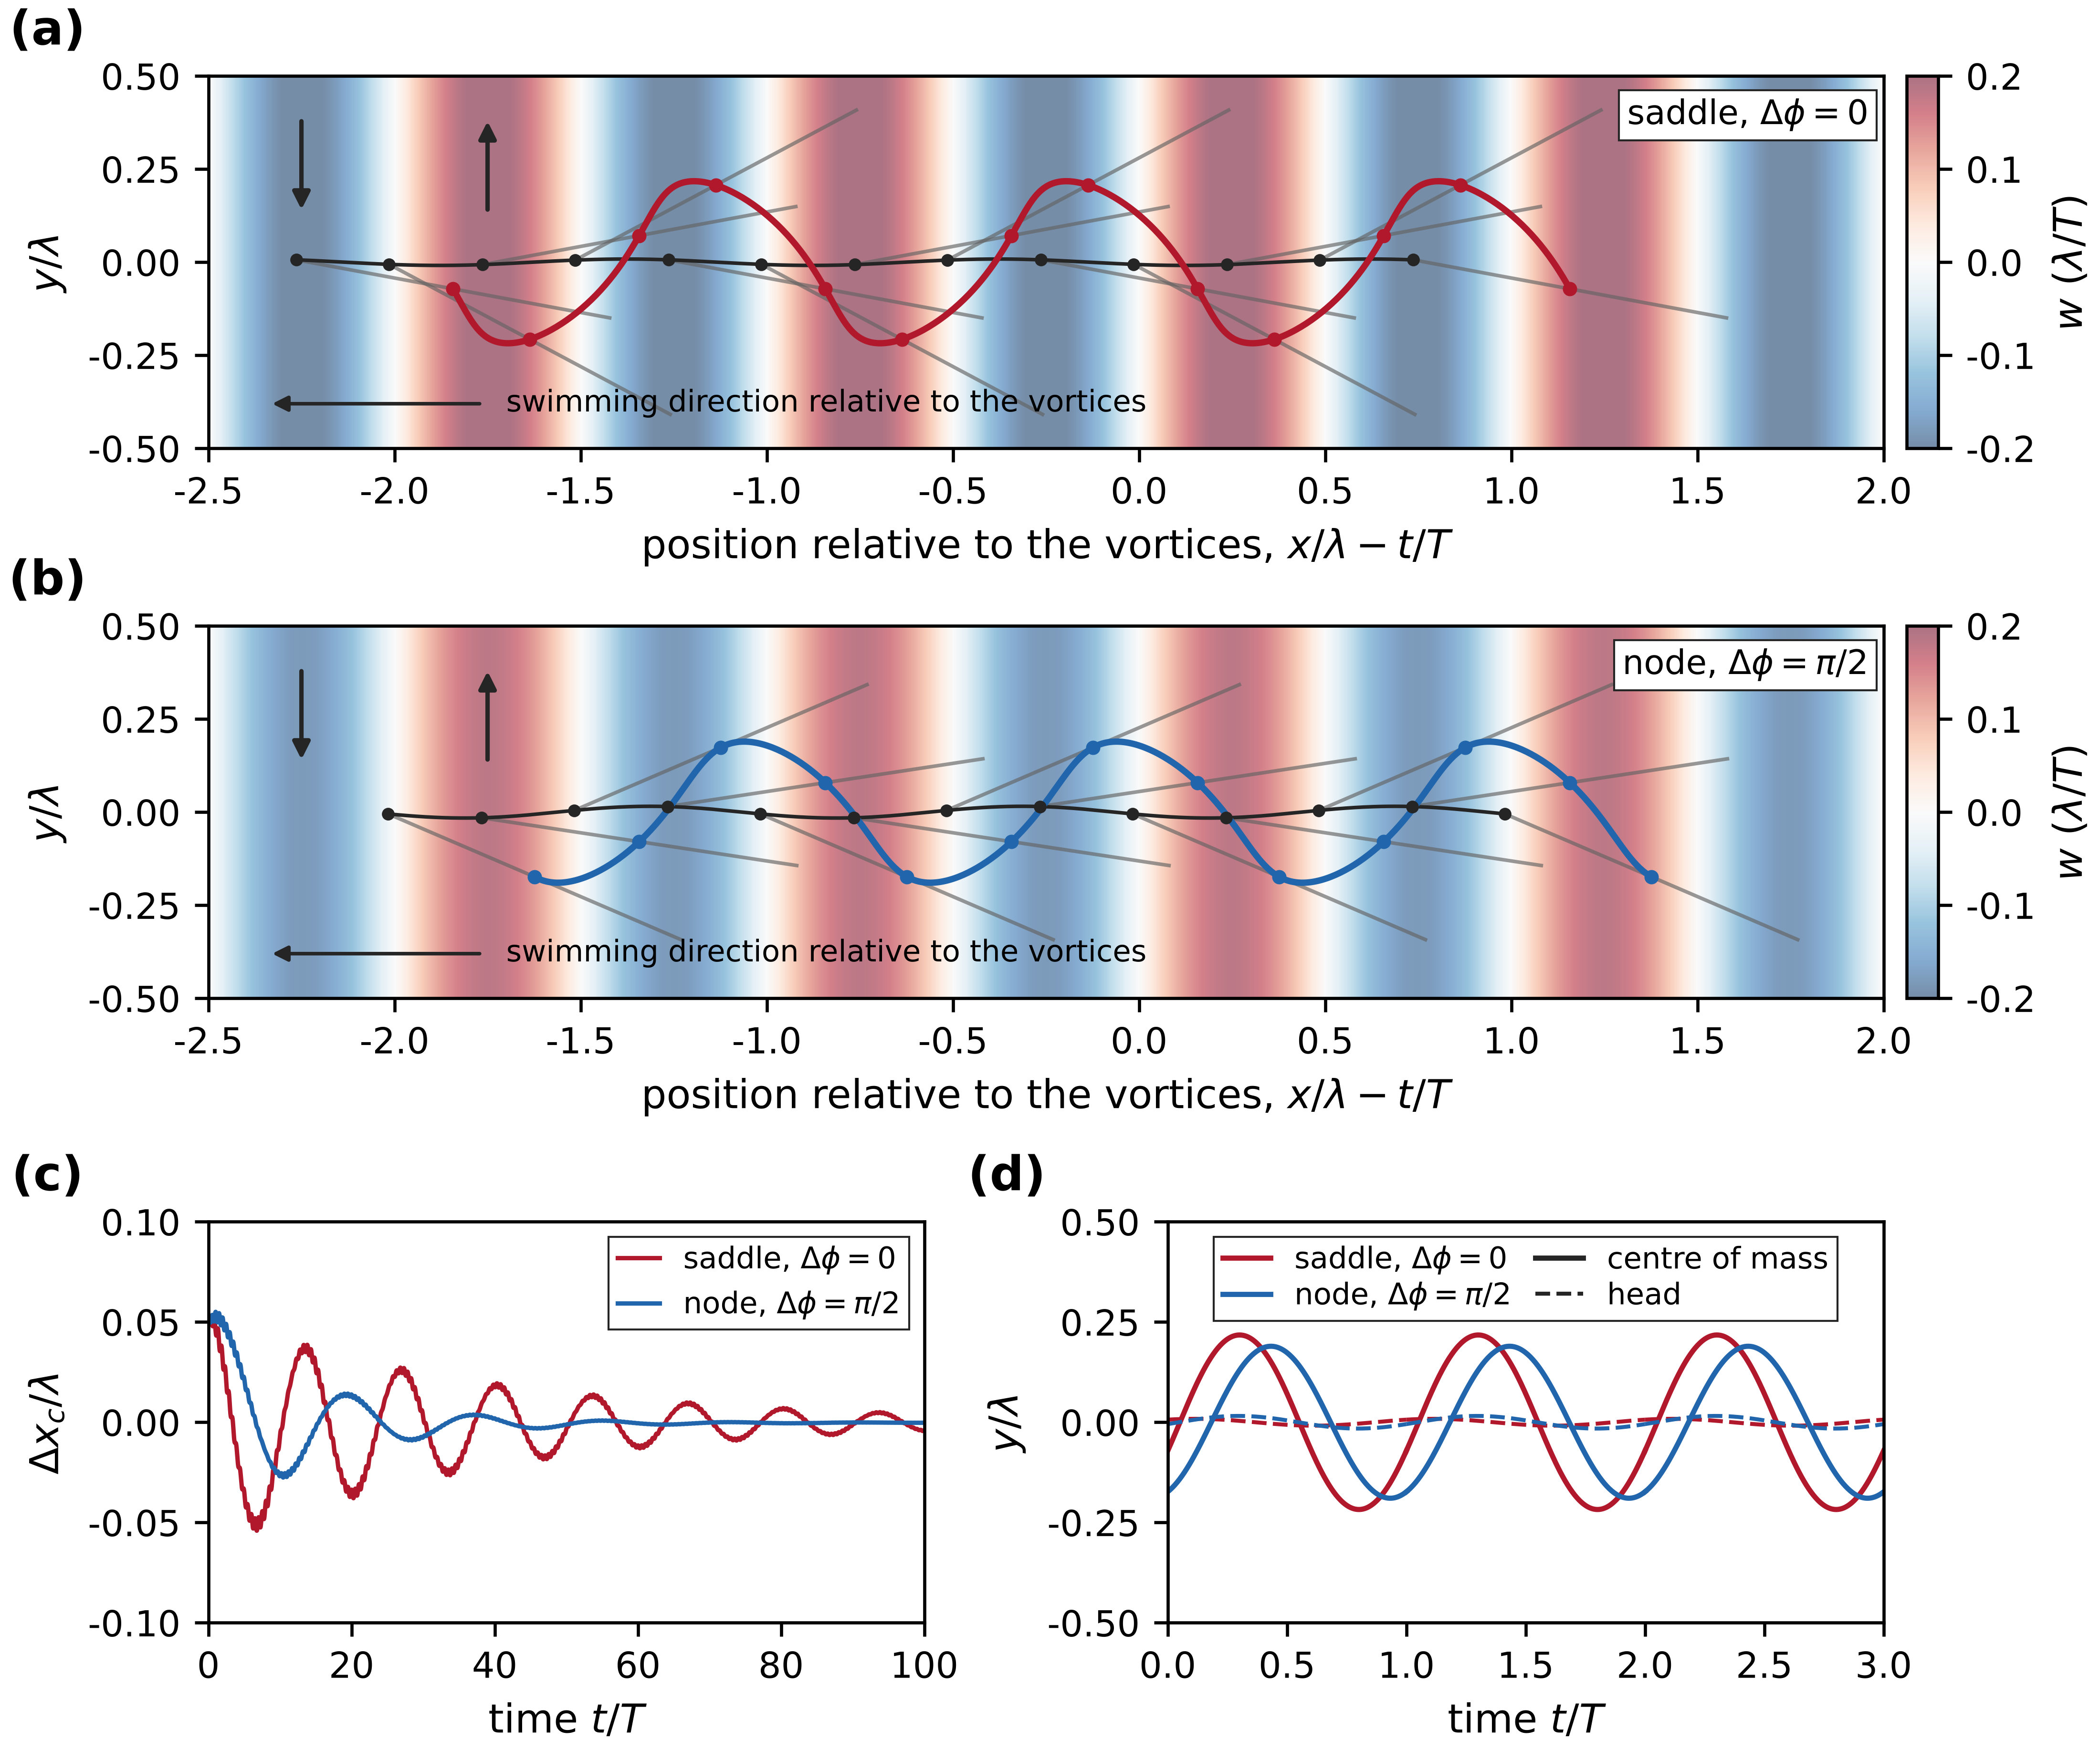 (a)
0.50
0.25
0.00
-0.25
-0.50
y/λ
saddle, Δϕ = 0
swimming direction relative to the vortices
-2.5 -2.0 -1.5 -1.0 -0.5 0.0 0.5 1.0 1.5 2.0
position relative to the vortices, x/λ − t/T
0.2
0.1
0.0
-0.1
-0.2
w (λ/T)
(b)
0.50
0.25
0.00
-0.25
-0.50
y/λ
node, Δϕ = π/2
swimming direction relative to the vortices
-2.5 -2.0 -1.5 -1.0 -0.5 0.0 0.5 1.0 1.5 2.0
position relative to the vortices, x/λ − t/T
0.2
0.1
0.0
-0.1
-0.2
w (λ/T)
(c)
0.10
0.05
0.00
-0.05
-0.10
Δx_c/λ
saddle, Δϕ = 0
node, Δϕ = π/2
0 20 40 60 80 100
time t/T
(d)
0.50
0.25
0.00
-0.25
-0.50
y/λ
saddle, Δϕ = 0 centre of mass
node, Δϕ = π/2 head
0.0 0.5 1.0 1.5 2.0 2.5 3.0
time t/T